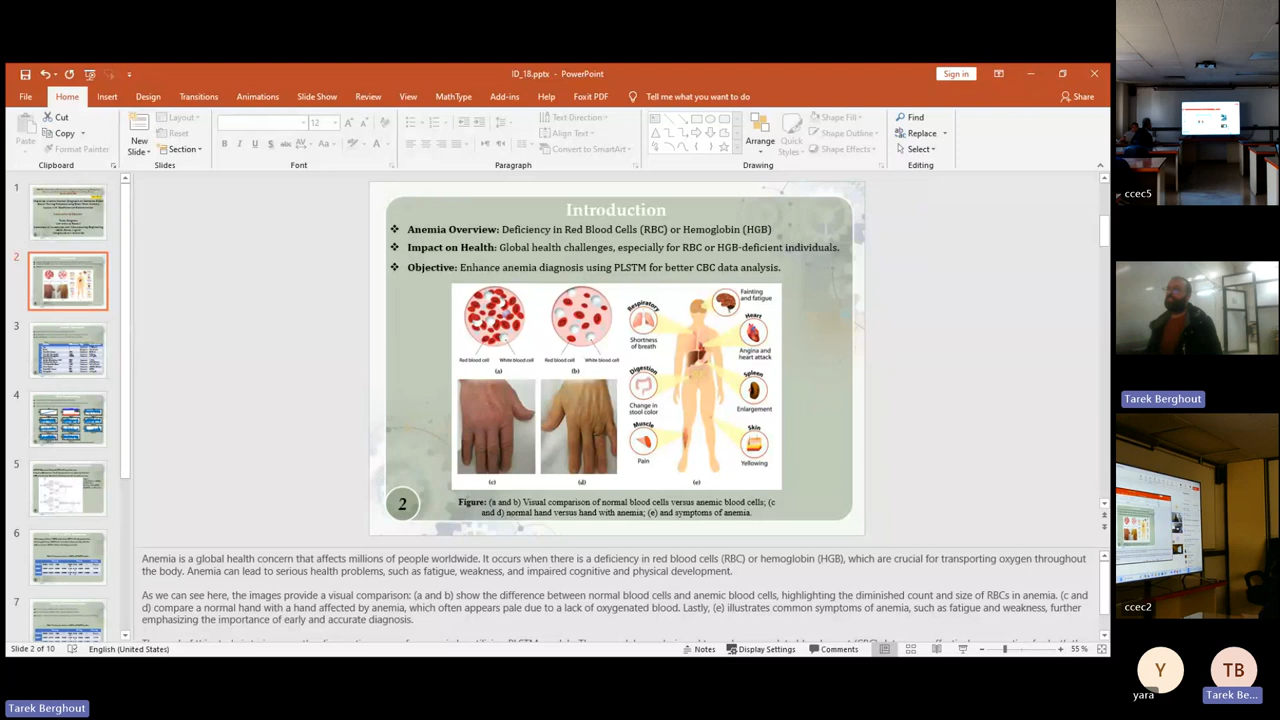 ID_18.pptx - PowerPoint
Sign in
File
Home
Insert
Design
Transitions
Animations
Slide Show
Review
View
MathType
Add-ins
Help
Foxit PDF
Tell me what you want to do
Share
Paste
Cut
Copy
Format Painter
Clipboard
New
Slide
Layout
Reset
Section
Slides
12
Font
Text Direction
Align Text
Convert to SmartArt
Paragraph
Arrange
Quick
Styles
Shape Fill
Shape Outline
Shape Effects
Drawing
Find
Replace
Select
Editing
1
2
3
4
5
6
7
Introduction
Anemia Overview: Deficiency in Red Blood Cells (RBC) or Hemoglobin (HGB)
Impact on Health: Global health challenges, especially for RBC or HGB-deficient individuals.
Objective: Enhance anemia diagnosis using PLSTM for better CBC data analysis.
Red blood cell
White blood cell
Red blood cell
White blood cell
(a)
(b)
(c)
(d)
(e)
Respiratory
Shortness
of breath
Digestion
Change in
stool color
Muscle
Pain
Fainting
and fatigue
Heart
Angina and
heart attack
Spleen
Enlargement
Skin
Yellowing
2
Figure: (a and b) Visual comparison of normal blood cells versus anemic blood cells; (c
and d) normal hand versus hand with anemia; (e) and symptoms of anemia.
Anemia is a global health concern that affects millions of people worldwide. It occurs when there is a deficiency in red blood cells (RBC) or hemoglobin (HGB), which are crucial for transporting oxygen throughout
the body. Anemia can lead to serious health problems, such as fatigue, weakness, and impaired cognitive and physical development.
As we can see here, the images provide a visual comparison: (a and b) show the difference between normal blood cells and anemic blood cells, highlighting the diminished count and size of RBCs in anemia. (c and
d) compare a normal hand with a hand affected by anemia, which often appears pale due to a lack of oxygenated blood. Lastly, (e) illustrates common symptoms of anemia, such as fatigue and weakness, further
emphasizing the importance of early and accurate diagnosis.
Slide 2 of 10
English (United States)
Notes
Display Settings
Comments
55 %
Tarek Berghout
ccec5
Tarek Berghout
ccec2
Y
yara
TB
Tarek Be...